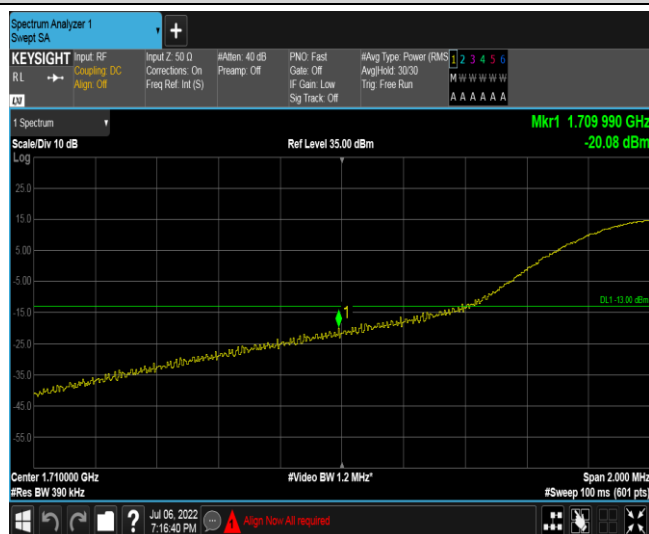 Spectrum Analyzer 1
Swept SA
+
KEYSIGHT
RL
LXI
Input: RF
Coupling: DC
Align: Off
Input Z: 50 Ω
Corrections: On
Freq Ref: Int (S)
#Atten: 40 dB
Preamp: Off
PNO: Fast
Gate: Off
IF Gain: Low
Sig Track: Off
#Avg Type: Power (RMS
Avg|Hold: 30/30
Trig: Free Run
1 2 3 4 5 6
M W W W W W
A A A A A A
1 Spectrum
Scale/Div 10 dB
Ref Level 35.00 dBm
Mkr1 1.709 990 GHz
-20.08 dBm
Log
25.0
15.0
5.00
-5.00
-15.0
-25.0
-35.0
-45.0
-55.0
1
DL1 -13.00 dBm
Center 1.710000 GHz
#Video BW 1.2 MHz*
Span 2.000 MHz
#Res BW 390 kHz
#Sweep 100 ms (601 pts)
?
Jul 06, 2022
7:16:40 PM
Align Now All required